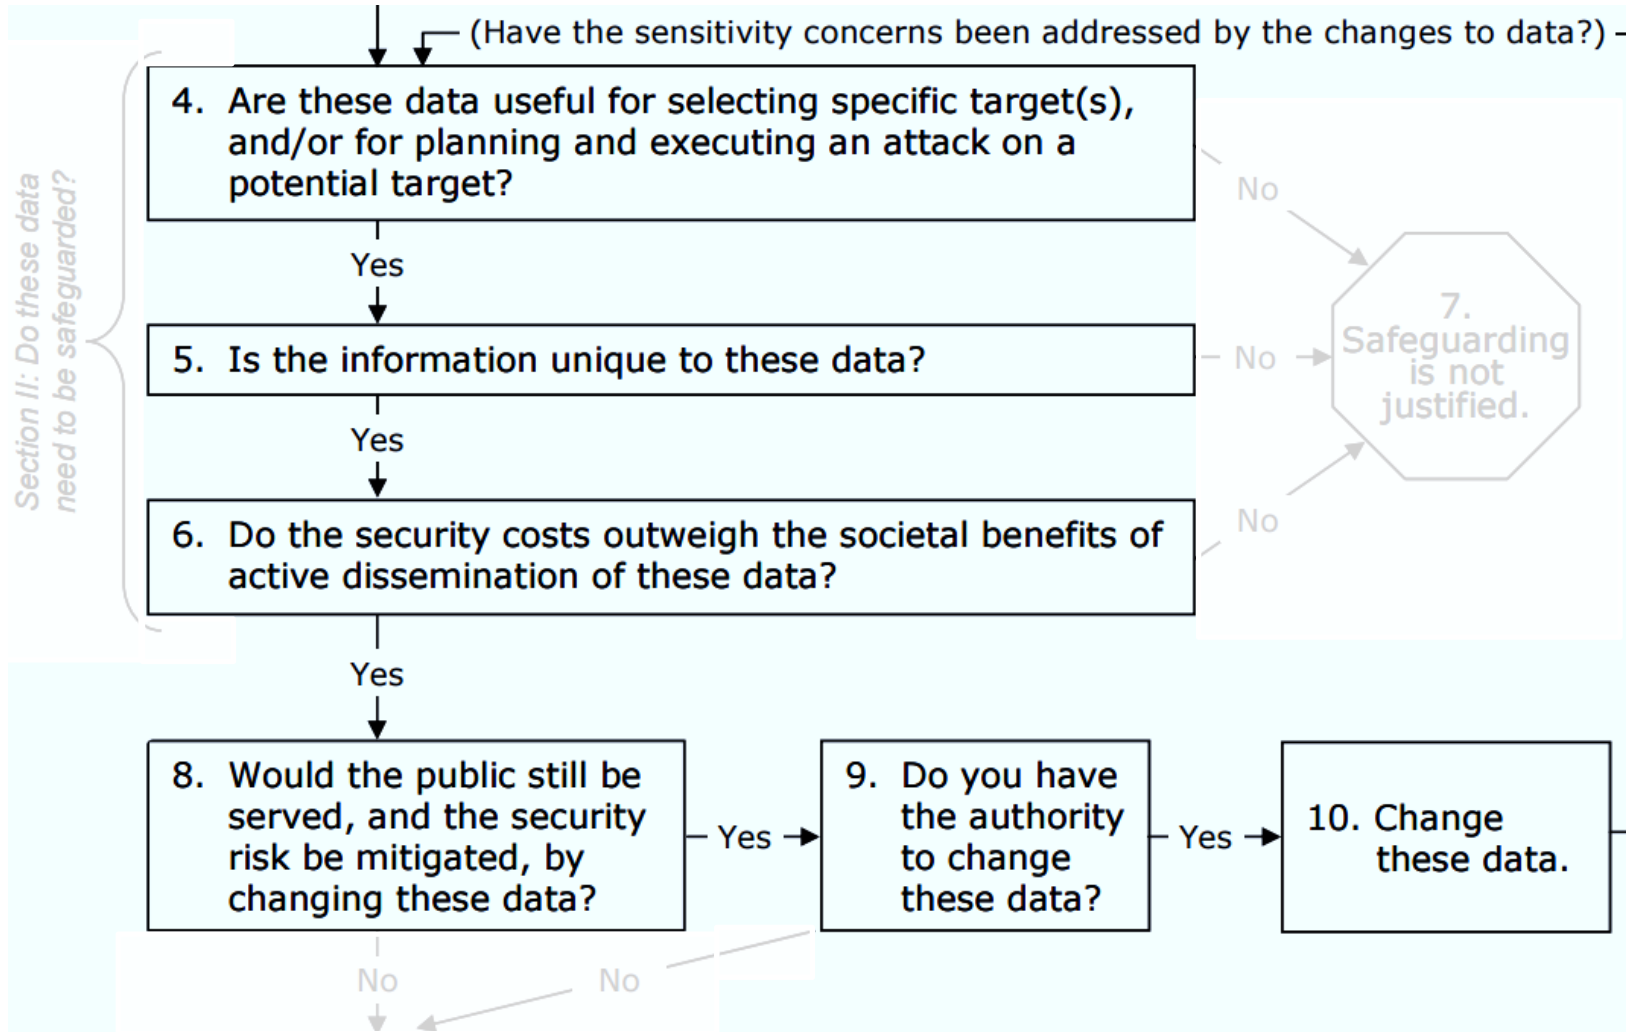 (Have the sensitivity concerns been addressed by the changes to data?)
4. Are these data useful for selecting specific target(s),
and/or for planning and executing an attack on a
potential target?
No
Section II: Do these data
need to be safeguarded?
Yes
7.
Safeguarding
is not
justified.
5. Is the information unique to these data?
No
Yes
6. Do the security costs outweigh the societal benefits of
active dissemination of these data?
No
Yes
8. Would the public still be
served, and the security
risk be mitigated, by
changing these data?
Yes
9. Do you have
the authority
to change
these data?
Yes
10. Change
these data.
No
No